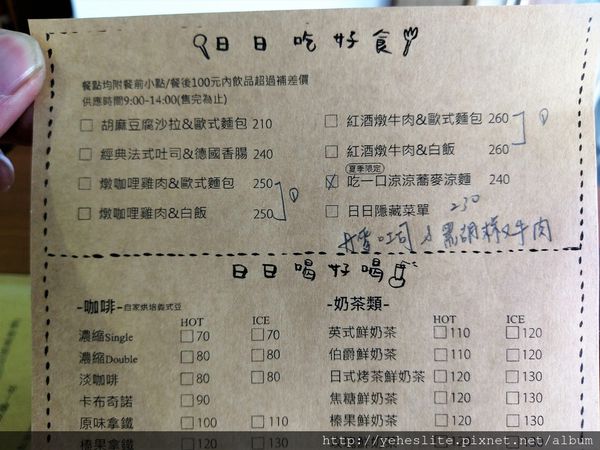 日日吃好食
餐點均附餐前小點/餐後100元內飲品超過補差價
供應時間9:00-14:00(售完為止)
胡麻豆腐沙拉&歐式麵包 210
經典法式吐司&德國香腸 240
燉咖哩雞肉&歐式麵包 250
燉咖哩雞肉&白飯 250
紅酒燉牛肉&歐式麵包 260
紅酒燉牛肉&白飯 260
夏季限定
吃一口涼涼蕎麥涼麵 240
日日隱藏菜單 230
吐司 黑胡椒牛肉
日日喝好喝
-咖啡- 自家烘焙義式豆
HOT ICE
濃縮Single 70 70
濃縮Double 80 80
淡咖啡 80 80
卡布奇諾 90
原味拿鐵 100 110
榛果拿鐵 120 130
-奶茶類-
HOT ICE
英式鮮奶茶 110 120
伯爵鮮奶茶 110 120
日式烤茶鮮奶茶 120 130
焦糖鮮奶茶 120 130
榛果鮮奶茶 120 130
120 130
http://yeheslite.pixnet.net/album